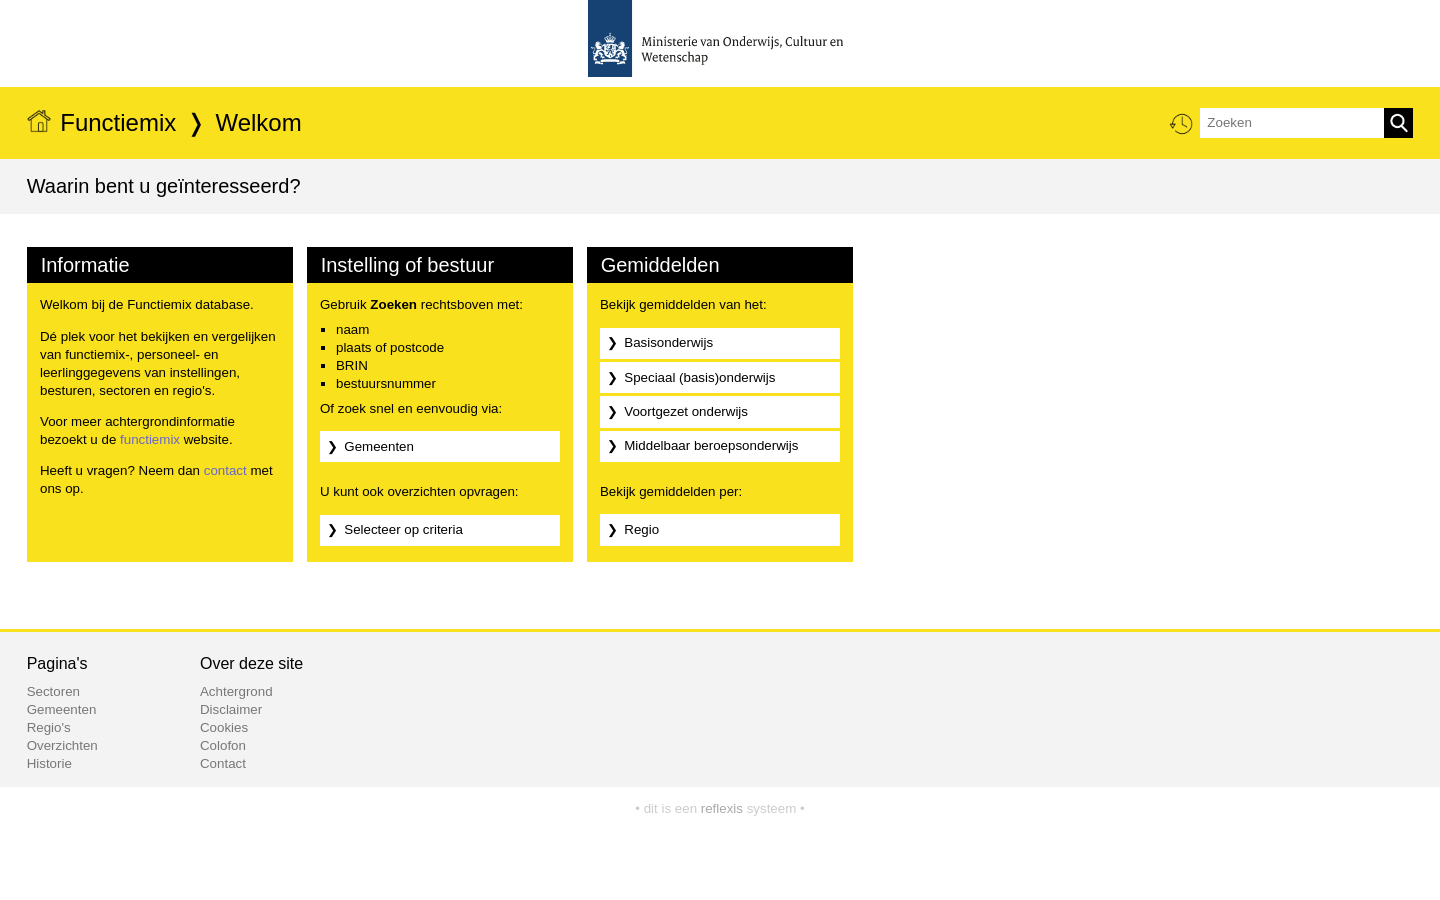 Ministerie van Onderwijs, Cultuur en
Wetenschap
Functiemix ❭ Welkom
Zoeken
Waarin bent u geïnteresseerd?
Informatie
Welkom bij de Functiemix database.
Dé plek voor het bekijken en vergelijken
van functiemix-, personeel- en
leerlinggegevens van instellingen,
besturen, sectoren en regio's.
Voor meer achtergrondinformatie
bezoekt u de functiemix website.
Heeft u vragen? Neem dan contact met
ons op.
Instelling of bestuur
Gebruik Zoeken rechtsboven met:
▪ naam
▪ plaats of postcode
▪ BRIN
▪ bestuursnummer
Of zoek snel en eenvoudig via:
❯ Gemeenten
U kunt ook overzichten opvragen:
❯ Selecteer op criteria
Gemiddelden
Bekijk gemiddelden van het:
❯ Basisonderwijs
❯ Speciaal (basis)onderwijs
❯ Voortgezet onderwijs
❯ Middelbaar beroepsonderwijs
Bekijk gemiddelden per:
❯ Regio
Pagina's
Sectoren
Gemeenten
Regio's
Overzichten
Historie
Over deze site
Achtergrond
Disclaimer
Cookies
Colofon
Contact
• dit is een reflexis systeem •